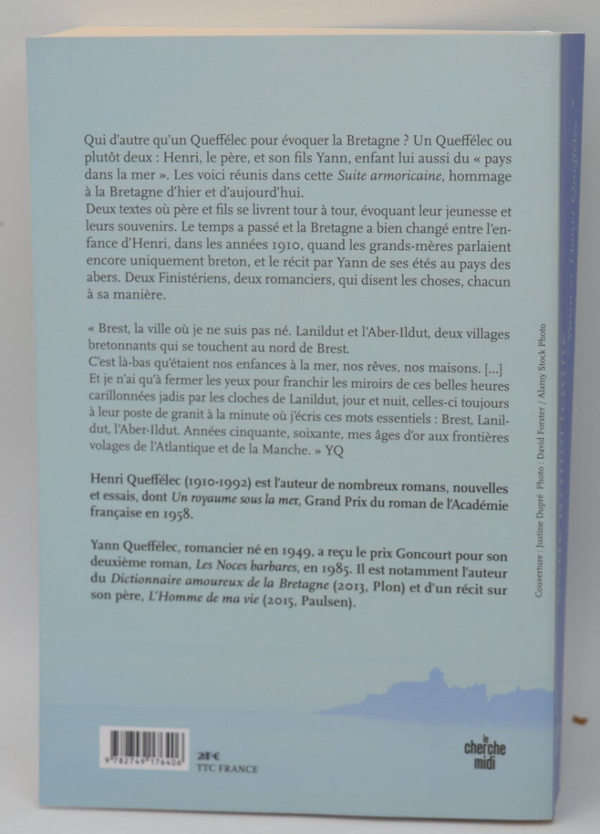 Qui d'autre qu'un Queffélec pour évoquer la Bretagne ? Un Queffélec ou
plutôt deux : Henri, le père, et son fils Yann, enfant lui aussi du « pays
dans la mer ». Les voici réunis dans cette Suite armoricaine, hommage
à la Bretagne d'hier et d'aujourd'hui.
Deux textes où père et fils se livrent tour à tour, évoquant leur jeunesse et
leurs souvenirs. Le temps a passé et la Bretagne a bien changé entre l'en-
fance d'Henri, dans les années 1910, quand les grands-mères parlaient
encore uniquement breton, et le récit par Yann de ses étés au pays des
abers. Deux Finistériens, deux romanciers, qui disent les choses, chacun
à sa manière.
« Brest, la ville où je ne suis pas né. Lanildut et l'Aber-Ildut, deux villages
bretonnants qui se touchent au nord de Brest.
C'est là-bas qu'étaient nos enfances à la mer, nos rêves, nos maisons. [...]
Et je n'ai qu'à fermer les yeux pour franchir les miroirs de ces belles heures
carillonnées jadis par les cloches de Lanildut, jour et nuit, celles-ci toujours
à leur poste de granit à la minute où j'écris ces mots essentiels : Brest, Lanil-
dut, l'Aber-Ildut. Années cinquante, soixante, mes âges d'or aux frontières
volages de l'Atlantique et de la Manche. » YQ
Henri Queffélec (1910-1992) est l'auteur de nombreux romans, nouvelles
et essais, dont Un royaume sous la mer, Grand Prix du roman de l'Académie
française en 1958.
Yann Queffélec, romancier né en 1949, a reçu le prix Goncourt pour son
deuxième roman, Les Noces barbares, en 1985. Il est notamment l'auteur
du Dictionnaire amoureux de la Bretagne (2013, Plon) et d'un récit sur
son père, L'Homme de ma vie (2015, Paulsen).
9 782749 176406
TTC FRANCE
le
cherche
midi
Couverture : Justine Dupré Photo : David Forster / Alamy Stock Photo
Yann et Henri Queffélec